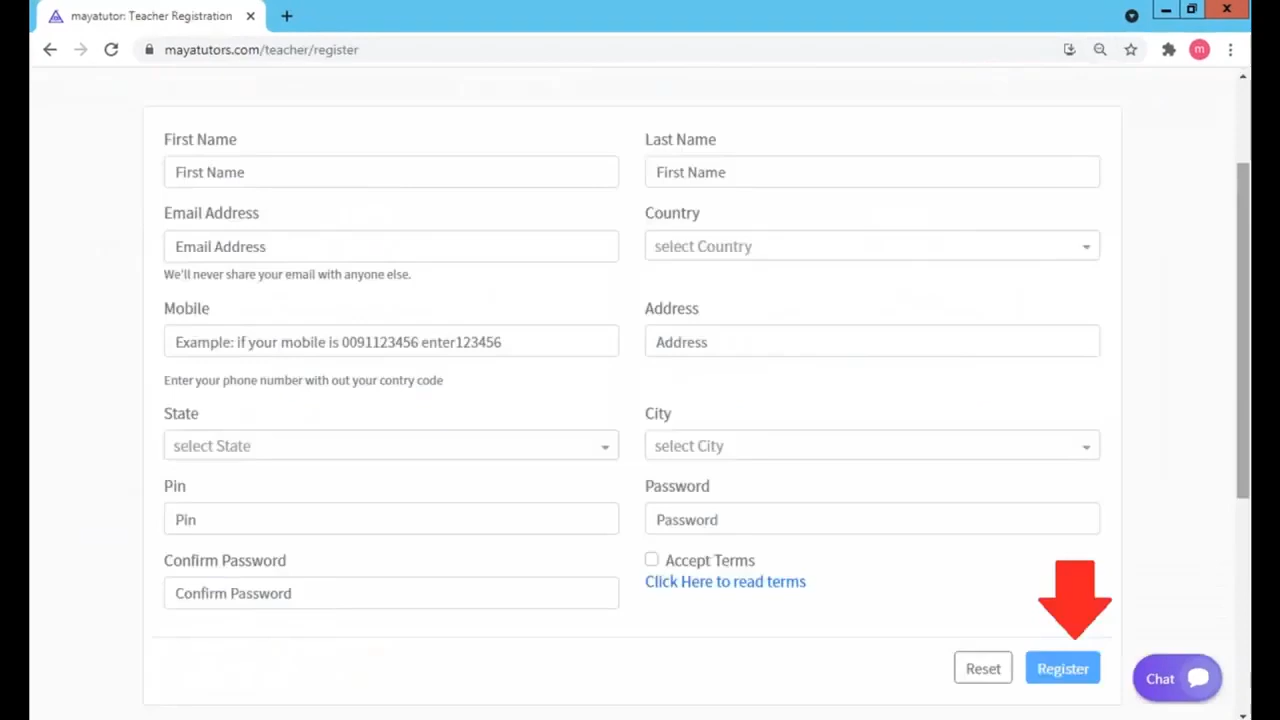 mayatutor: Teacher Registration
mayatutors.com/teacher/register
m
First Name
Last Name
First Name
First Name
Email Address
Country
Email Address
select Country
We'll never share your email with anyone else.
Mobile
Address
Example: if your mobile is 0091123456 enter123456
Address
Enter your phone number with out your contry code
State
City
select State
select City
Pin
Password
Pin
Password
Confirm Password
Accept Terms
Click Here to read terms
Confirm Password
Reset
Register
Chat